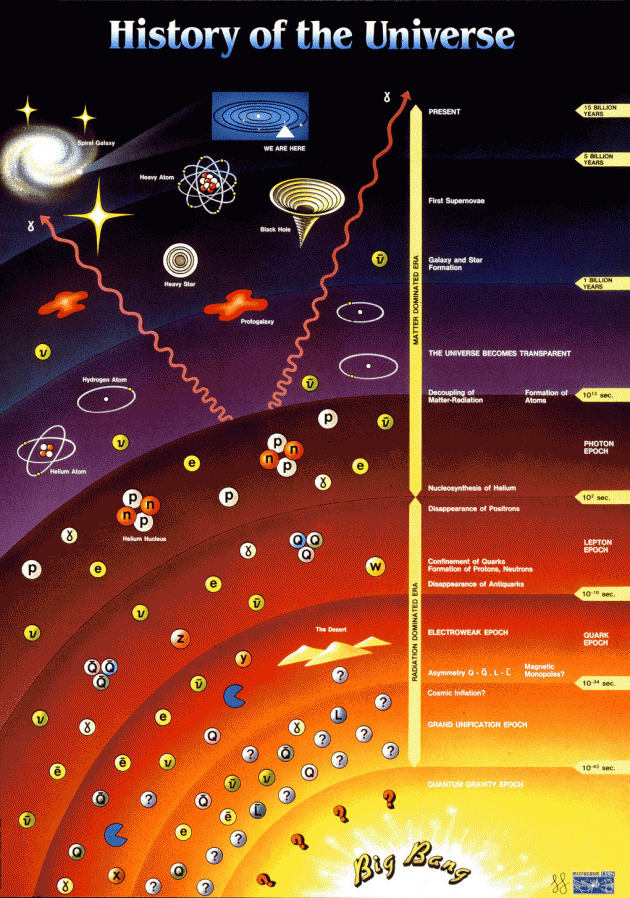 History of the Universe
ɣ
PRESENT
15 BILLION
YEARS
Spiral Galaxy
WE ARE HERE
5 BILLION
YEARS
Heavy Atom
First Supernovae
ɣ
Black Hole
Heavy Star
ν̄
Galaxy and Star
Formation
MATTER DOMINATED ERA
1 BILLION
YEARS
Protogalaxy
ν
THE UNIVERSE BECOMES TRANSPARENT
Hydrogen Atom
ν̄
Decoupling of
Matter-Radiation
Formation of
Atoms
10¹³ sec.
p
ν̄
ν
p
n
n
p
PHOTON
EPOCH
Helium Atom
e
e
ɣ
Nucleosynthesis of Helium
p
n
n
p
p
10² sec.
Helium Nucleus
Disappearance of Positrons
ɣ
ɣ
Q Q
Q
LEPTON
EPOCH
p
e
w
Confinement of Quarks
Formation of Protons, Neutrons
e
Disappearance of Antiquarks
10⁻¹⁰ sec.
ν
ν̄
RADIATION DOMINATED ERA
ν
z
The Desert
ELECTROWEAK EPOCH
QUARK
EPOCH
Q̄ Q̄
Q̄
y
?
Asymmetry Q - Q̄ , L - L̄
Magnetic
Monopoles?
ν̄
10⁻³⁴ sec.
Cosmic Inflation?
ν
ɣ
e
L
?
GRAND UNIFICATION EPOCH
Q
ɣ
?
?
ē
ē
ν
?
Q̄
Q
?
?
10⁻⁴³ sec.
ν̄
ν
QUANTUM GRAVITY EPOCH
Q̄
?
Q̄
?
?
ν̄
ē
L̄
?
e
?
?
Q
?
Big Bang
ɣ
x
?
Q
?
?
MICROCOSM CERN